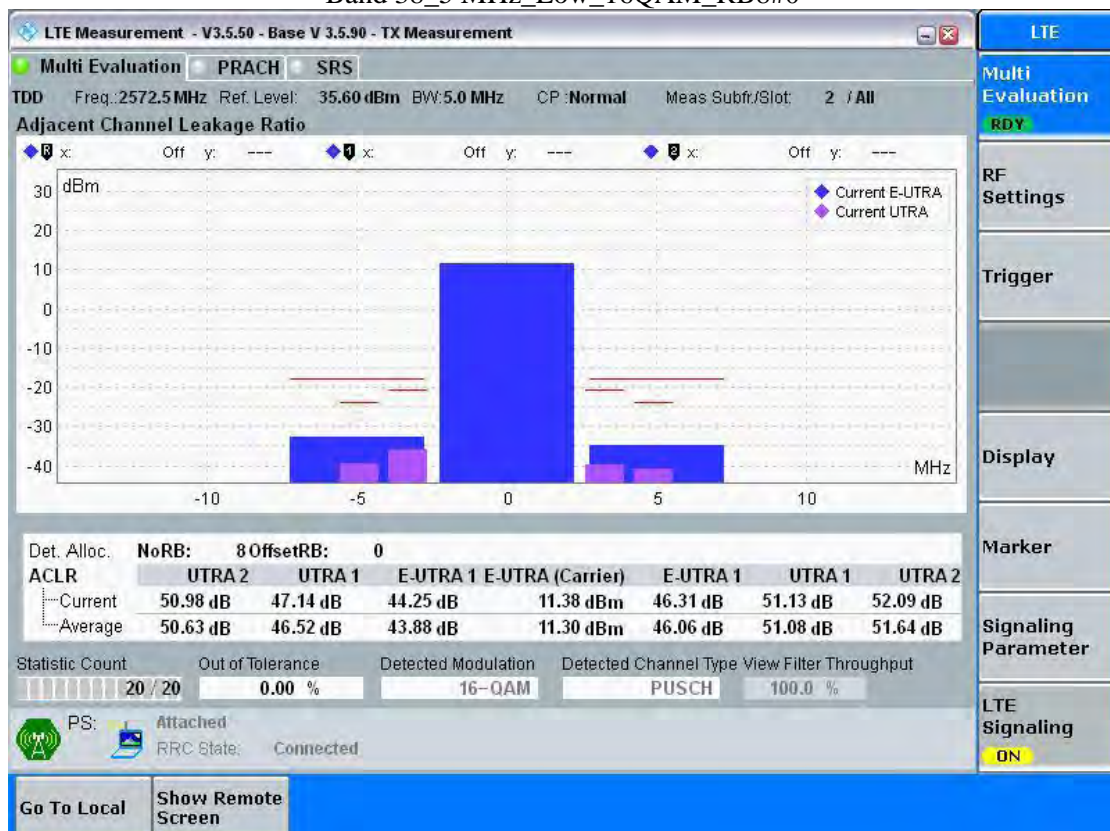 LTE Measurement - V3.5.50 - Base V 3.5.90 - TX Measurement
LTE
Multi Evaluation PRACH SRS
Multi Evaluation
RDY
TDD Freq.:2572.5 MHz Ref. Level: 35.60 dBm BW:5.0 MHz CP :Normal Meas Subfr./Slot: 2 / All
Adjacent Channel Leakage Ratio
R x: Off y: --- 1 x: Off y: --- 2 x: Off y: ---
dBm
Current E-UTRA
Current UTRA
30
20
10
0
-10
-20
-30
-40
MHz
-10 -5 0 5 10
RF Settings
Trigger
Display
Marker
Signaling Parameter
LTE Signaling
ON
Det. Alloc. NoRB: 8 OffsetRB: 0
ACLR UTRA 2 UTRA 1 E-UTRA 1 E-UTRA (Carrier) E-UTRA 1 UTRA 1 UTRA 2
Current 50.98 dB 47.14 dB 44.25 dB 11.38 dBm 46.31 dB 51.13 dB 52.09 dB
Average 50.63 dB 46.52 dB 43.88 dB 11.30 dBm 46.06 dB 51.08 dB 51.64 dB
Statistic Count Out of Tolerance Detected Modulation Detected Channel Type View Filter Throughput
20 / 20 0.00 % 16-QAM PUSCH 100.0 %
PS: Attached
RRC State: Connected
Go To Local Show Remote Screen